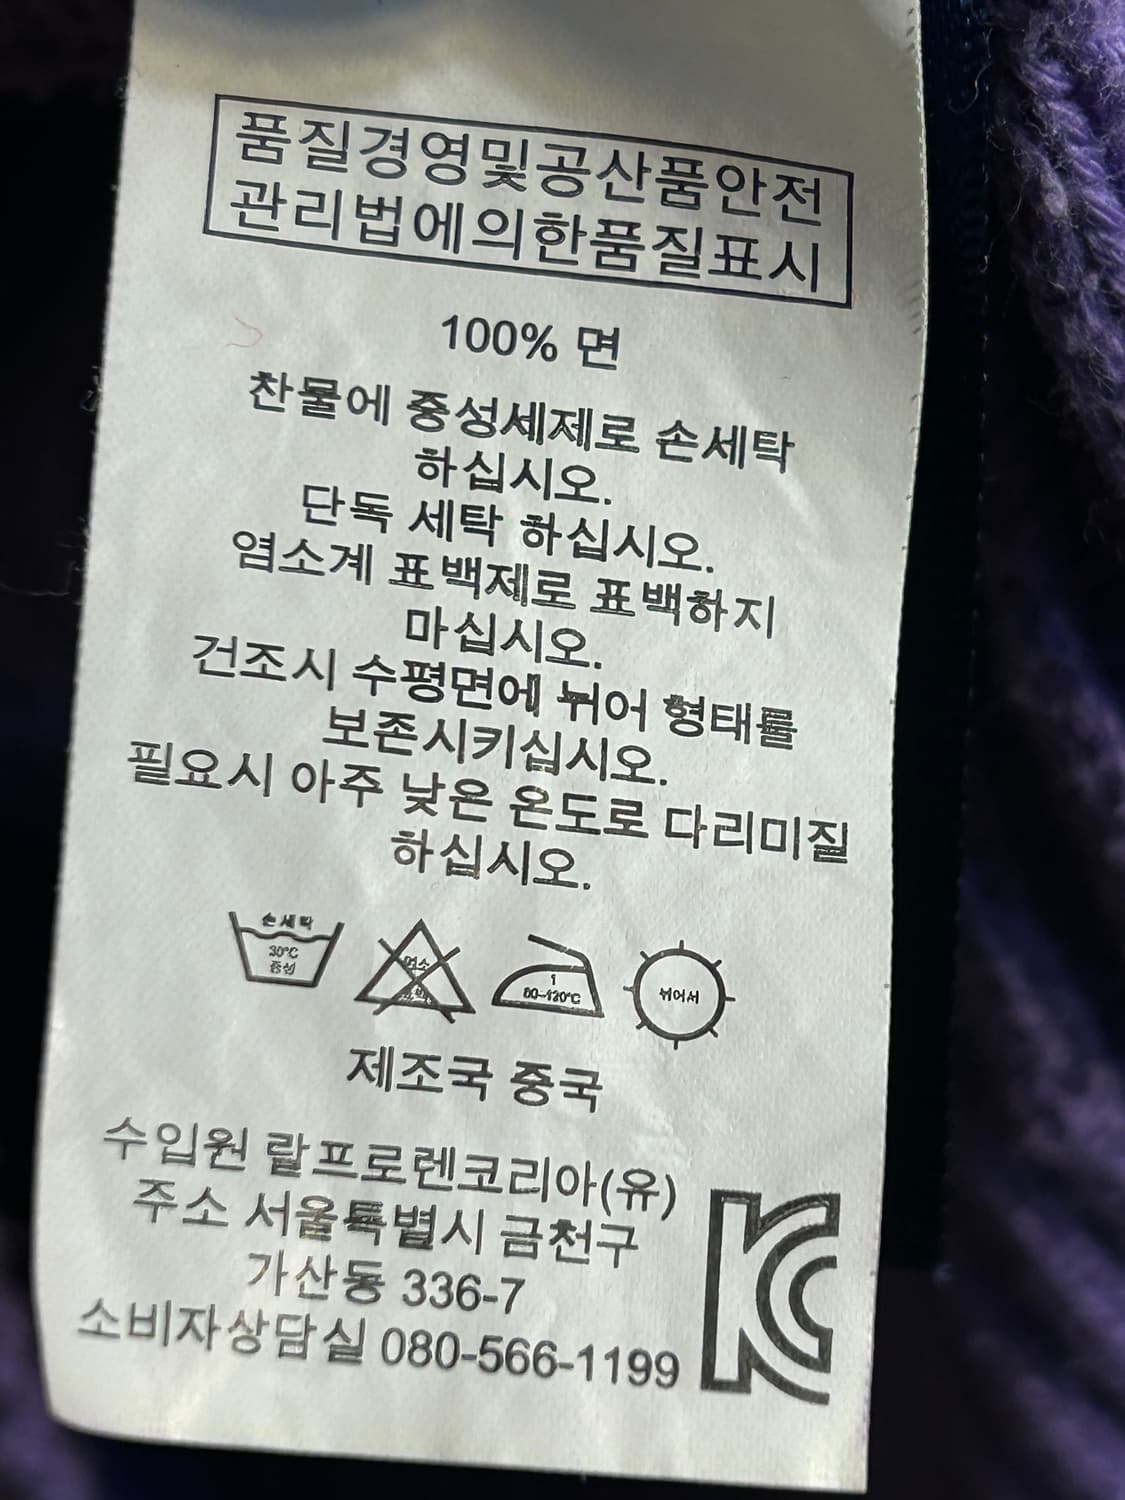 품질경영및공산품안전
관리법에의한품질표시
100% 면
찬물에 중성세제로 손세탁
하십시오.
단독 세탁 하십시오.
염소계 표백제로 표백하지
마십시오.
건조시 수평면에 뉘어 형태를
보존시키십시오.
필요시 아주 낮은 온도로 다리미질
하십시오.
손세탁
30°C
중성
1
80~120°C
뉘어서
제조국 중국
수입원 랄프로렌코리아(유)
주소 서울특별시 금천구
가산동 336-7
소비자상담실 080-566-1199